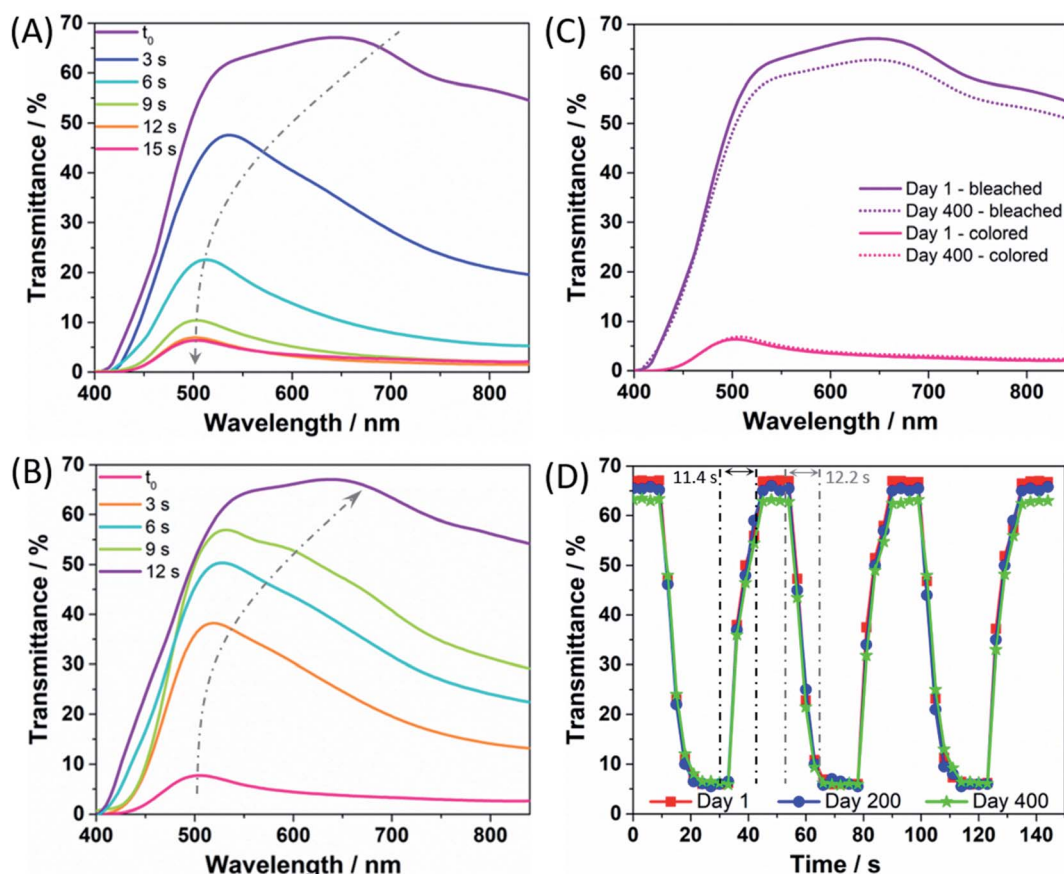 (A)
70
60
50
40
30
20
10
0
Transmittance / %
t0
3 s
6 s
9 s
12 s
15 s
400 500 600 700 800
Wavelength / nm
(C)
70
60
50
40
30
20
10
0
Transmittance / %
Day 1 - bleached
Day 400 - bleached
Day 1 - colored
Day 400 - colored
400 500 600 700 800
Wavelength / nm
(B)
70
60
50
40
30
20
10
0
Transmittance / %
t0
3 s
6 s
9 s
12 s
400 500 600 700 800
Wavelength / nm
(D)
70
60
50
40
30
20
10
0
Transmittance / %
11.4 s 12.2 s
Day 1 Day 200 Day 400
0 20 40 60 80 100 120 140
Time / s